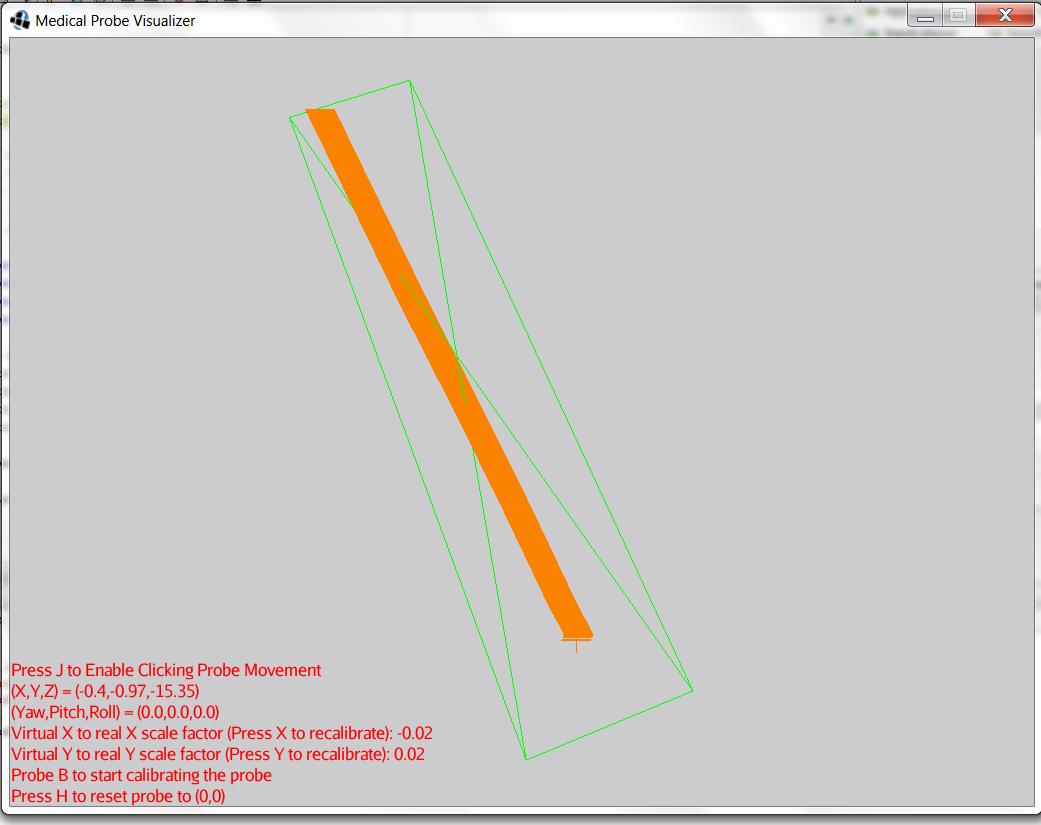 Medical Probe Visualizer
Press J to Enable Clicking Probe Movement
(X,Y,Z) = (-0.4,-0.97,-15.35)
(Yaw,Pitch,Roll) = (0.0,0.0,0.0)
Virtual X to real X scale factor (Press X to recalibrate): -0.02
Virtual Y to real Y scale factor (Press Y to recalibrate): 0.02
Probe B to start calibrating the probe
Press H to reset probe to (0,0)